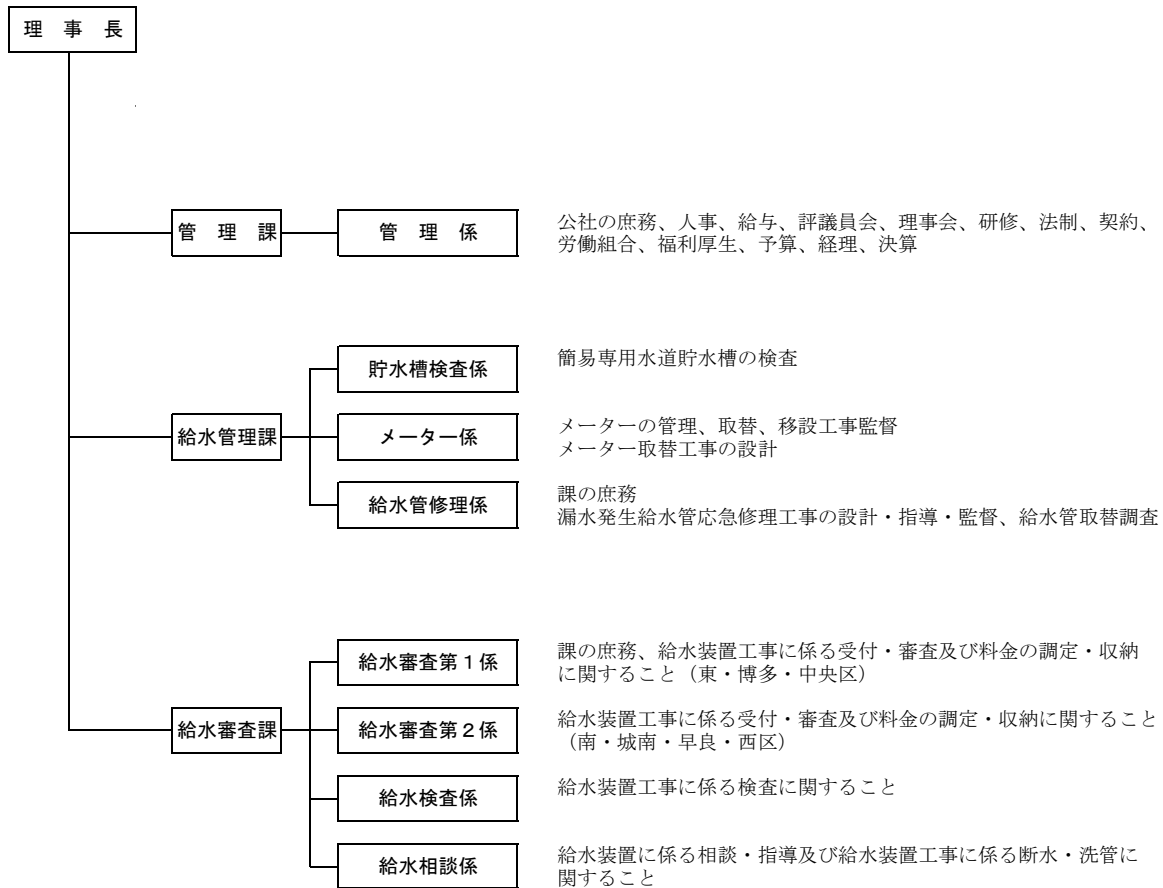 理事長
管理課
管理係
公社の庶務、人事、給与、評議員会、理事会、研修、法制、契約、
労働組合、福利厚生、予算、経理、決算
給水管理課
貯水槽検査係
簡易専用水道貯水槽の検査
メーター係
メーターの管理、取替、移設工事監督
メーター取替工事の設計
給水管修理係
課の庶務
漏水発生給水管応急修理工事の設計・指導・監督、給水管取替調査
給水審査課
給水審査第1係
課の庶務、給水装置工事に係る受付・審査及び料金の調定・収納
に関すること（東・博多・中央区）
給水審査第2係
給水装置工事に係る受付・審査及び料金の調定・収納に関すること
（南・城南・早良・西区）
給水検査係
給水装置工事に係る検査に関すること
給水相談係
給水装置に係る相談・指導及び給水装置工事に係る断水・洗管に
関すること